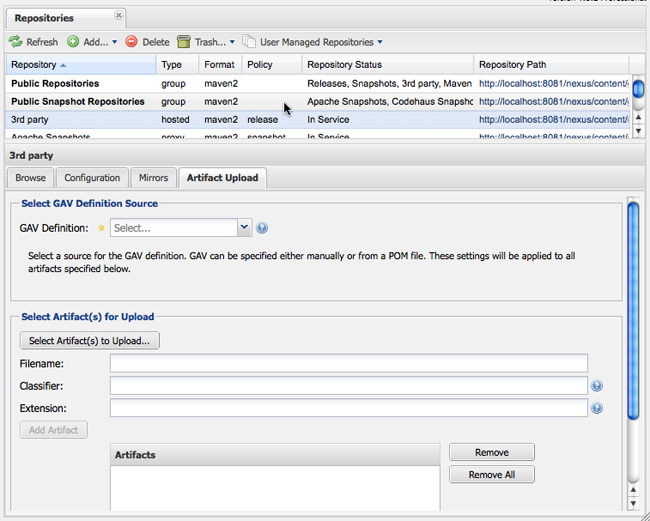 Repositories
Refresh Add... Delete Trash... User Managed Repositories
Repository Type Format Policy Repository Status Repository Path
Public Repositories group maven2 Releases, Snapshots, 3rd party, Maven http://localhost:8081/nexus/content/
Public Snapshot Repositories group maven2 Apache Snapshots, Codehaus Snapsho http://localhost:8081/nexus/content/
3rd party hosted maven2 release In Service http://localhost:8081/nexus/content/
Apache Snapshots proxy maven2 snapshot In Service http://localhost:8081/nexus/content/
3rd party
Browse Configuration Mirrors Artifact Upload
Select GAV Definition Source
GAV Definition: Select...
Select a source for the GAV definition. GAV can be specified either manually or from a POM file. These settings will be applied to all
artifacts specified below.
Select Artifact(s) for Upload
Select Artifact(s) to Upload...
Filename:
Classifier:
Extension:
Add Artifact
Artifacts Remove
Remove All